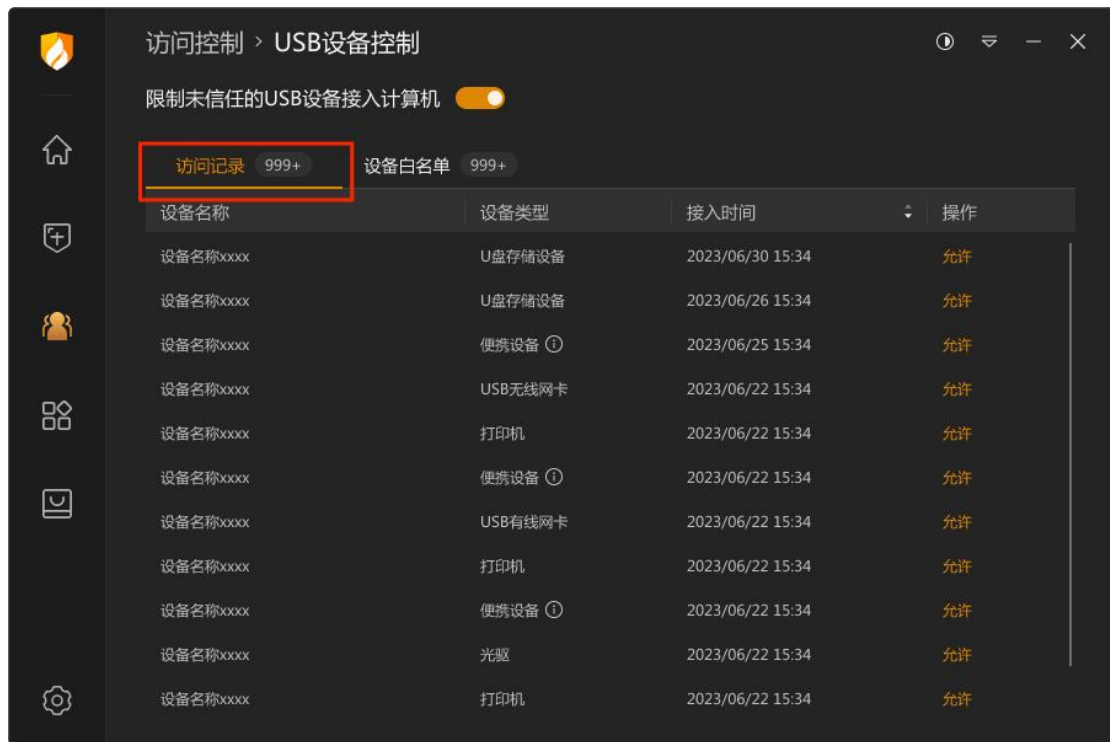 访问控制 > USB设备控制
限制未信任的USB设备接入计算机
访问记录 999+ 设备白名单 999+
设备名称 设备类型 接入时间 操作
设备名称xxxx U盘存储设备 2023/06/30 15:34 允许
设备名称xxxx U盘存储设备 2023/06/26 15:34 允许
设备名称xxxx 便携设备 2023/06/25 15:34 允许
设备名称xxxx USB无线网卡 2023/06/22 15:34 允许
设备名称xxxx 打印机 2023/06/22 15:34 允许
设备名称xxxx 便携设备 2023/06/22 15:34 允许
设备名称xxxx USB有线网卡 2023/06/22 15:34 允许
设备名称xxxx 打印机 2023/06/22 15:34 允许
设备名称xxxx 便携设备 2023/06/22 15:34 允许
设备名称xxxx 光驱 2023/06/22 15:34 允许
设备名称xxxx 打印机 2023/06/22 15:34 允许